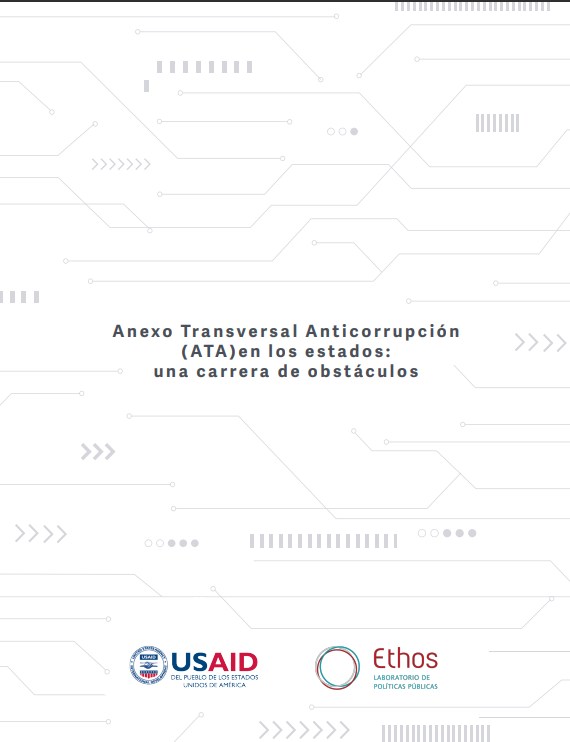 Anexo Transversal Anticorrupción
(ATA)en los estados:
una carrera de obstáculos
USAID
USAID
DEL PUEBLO DE LOS ESTADOS
UNIDOS DE AMÉRICA
Ethos
LABORATORIO DE
POLÍTICAS PÚBLICAS